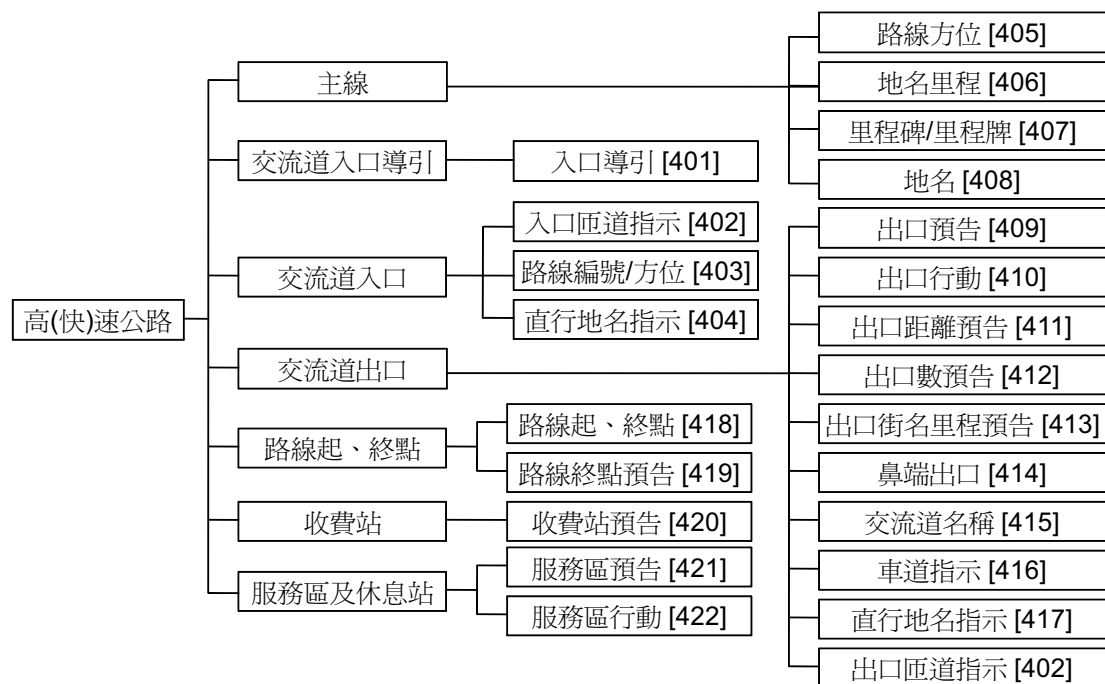 高(快)速公路
主線
路線方位 [405]
地名里程 [406]
里程碑/里程牌 [407]
地名 [408]
交流道入口導引
入口導引 [401]
交流道入口
入口匝道指示 [402]
路線編號/方位 [403]
直行地名指示 [404]
交流道出口
出口預告 [409]
出口行動 [410]
出口距離預告 [411]
出口數預告 [412]
出口街名里程預告 [413]
鼻端出口 [414]
交流道名稱 [415]
車道指示 [416]
直行地名指示 [417]
出口匝道指示 [402]
路線起、終點
路線起、終點 [418]
路線終點預告 [419]
收費站
收費站預告 [420]
服務區及休息站
服務區預告 [421]
服務區行動 [422]